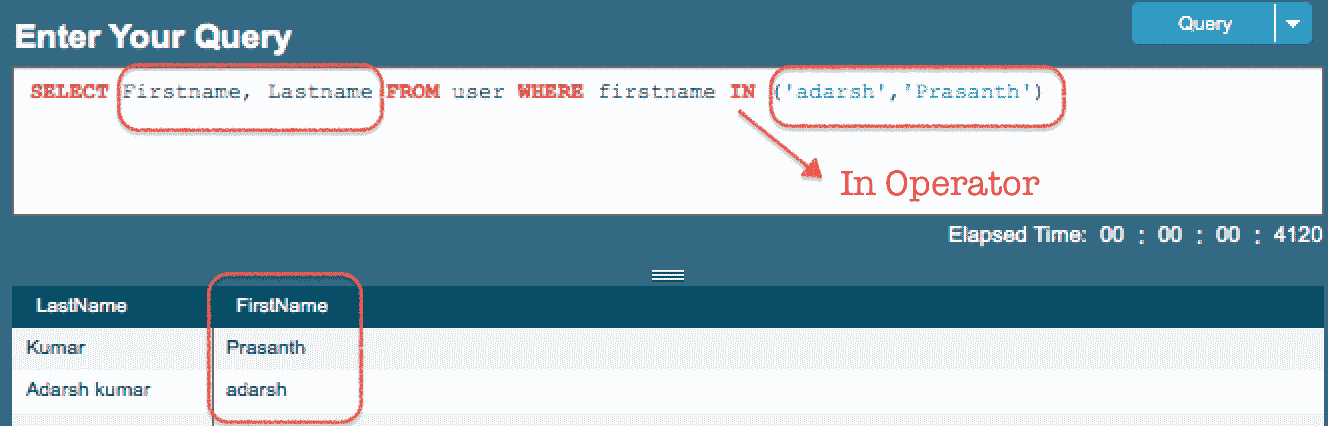 Enter Your Query
Query
SELECT Firstname, Lastname FROM user WHERE firstname IN ('adarsh','Prasanth')
In Operator
Elapsed Time: 00 : 00 : 00 : 4120
LastName FirstName
Kumar Prasanth
Adarsh kumar adarsh